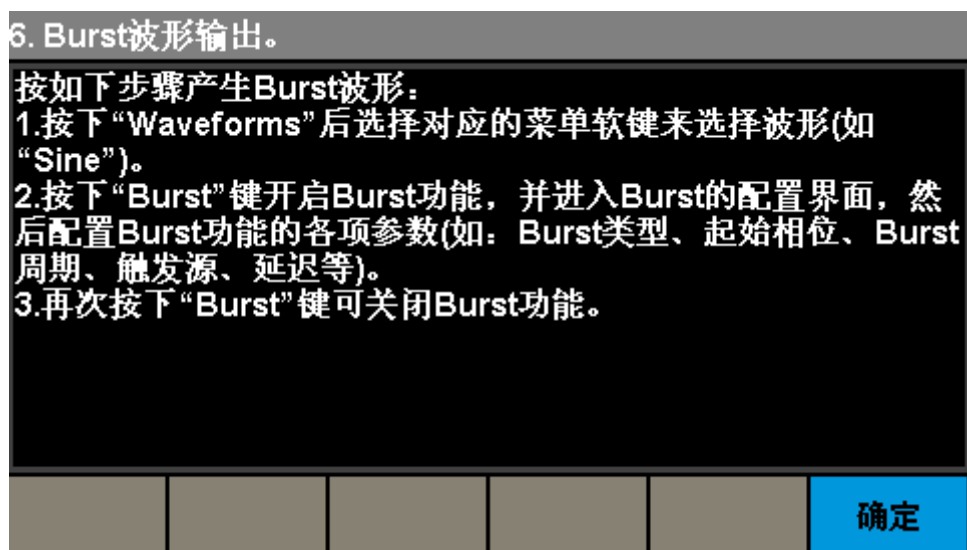 6. Burst波形输出。
按如下步骤产生Burst波形：
1.按下“Waveforms”后选择对应的菜单软键来选择波形(如
“Sine”)。
2.按下“Burst”键开启Burst功能，并进入Burst的配置界面，然
后配置Burst功能的各项参数(如：Burst类型、起始相位、Burst
周期、触发源、延迟等)。
3.再次按下“Burst”键可关闭Burst功能。
确定